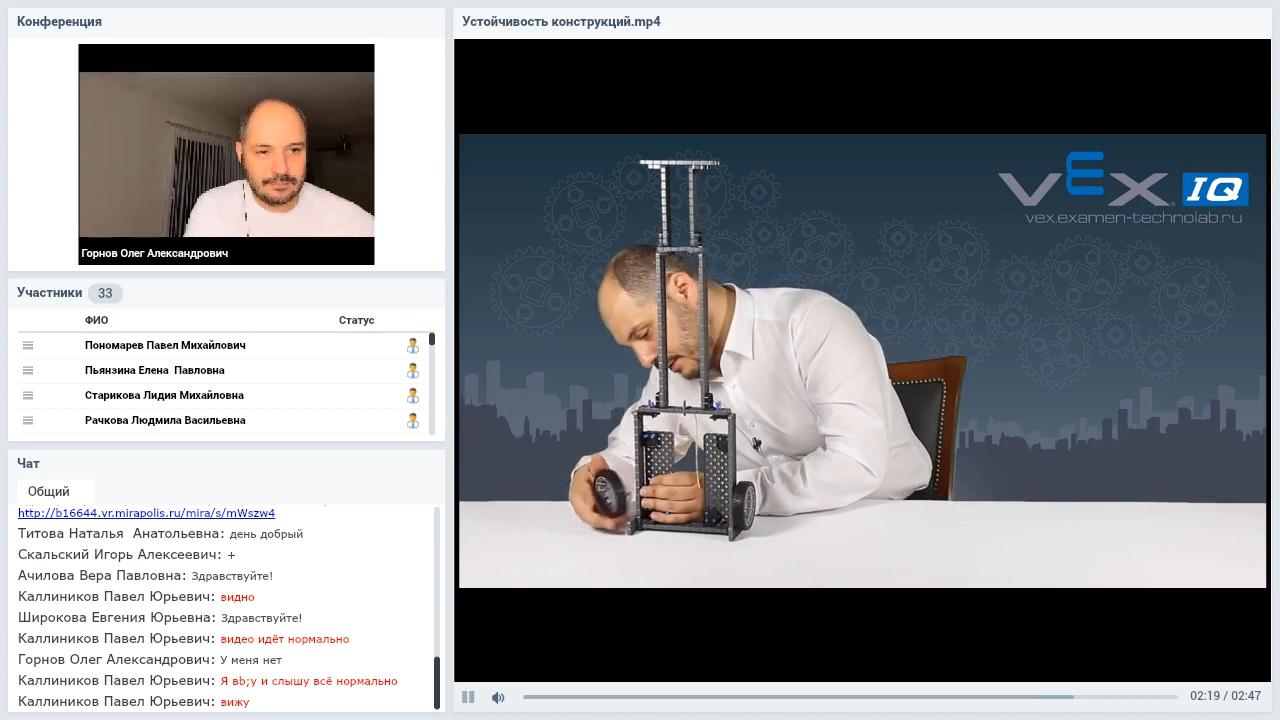 Конференция
Горнов Олег Александрович
Участники 33
ФИО Статус
Пономарев Павел Михайлович
Пьянзина Елена  Павловна
Старикова Лидия Михайловна
Рачкова Людмила Васильевна
Чат
Общий
http://b16644.vr.mirapolis.ru/mira/s/mWszw4
Титова Наталья  Анатольевна: день добрый
Скальский Игорь Алексеевич: +
Ачилова Вера Павловна: Здравствуйте!
Каллиников Павел Юрьевич: видно
Широкова Евгения Юрьевна: Здравствуйте!
Каллиников Павел Юрьевич: видео идёт нормально
Горнов Олег Александрович: У меня нет
Каллиников Павел Юрьевич: Я вb;у и слышу всё нормально
Каллиников Павел Юрьевич: вижу
Устойчивость конструкций.mp4
VEX IQ
vex.examen-technolab.ru
02:19 / 02:47